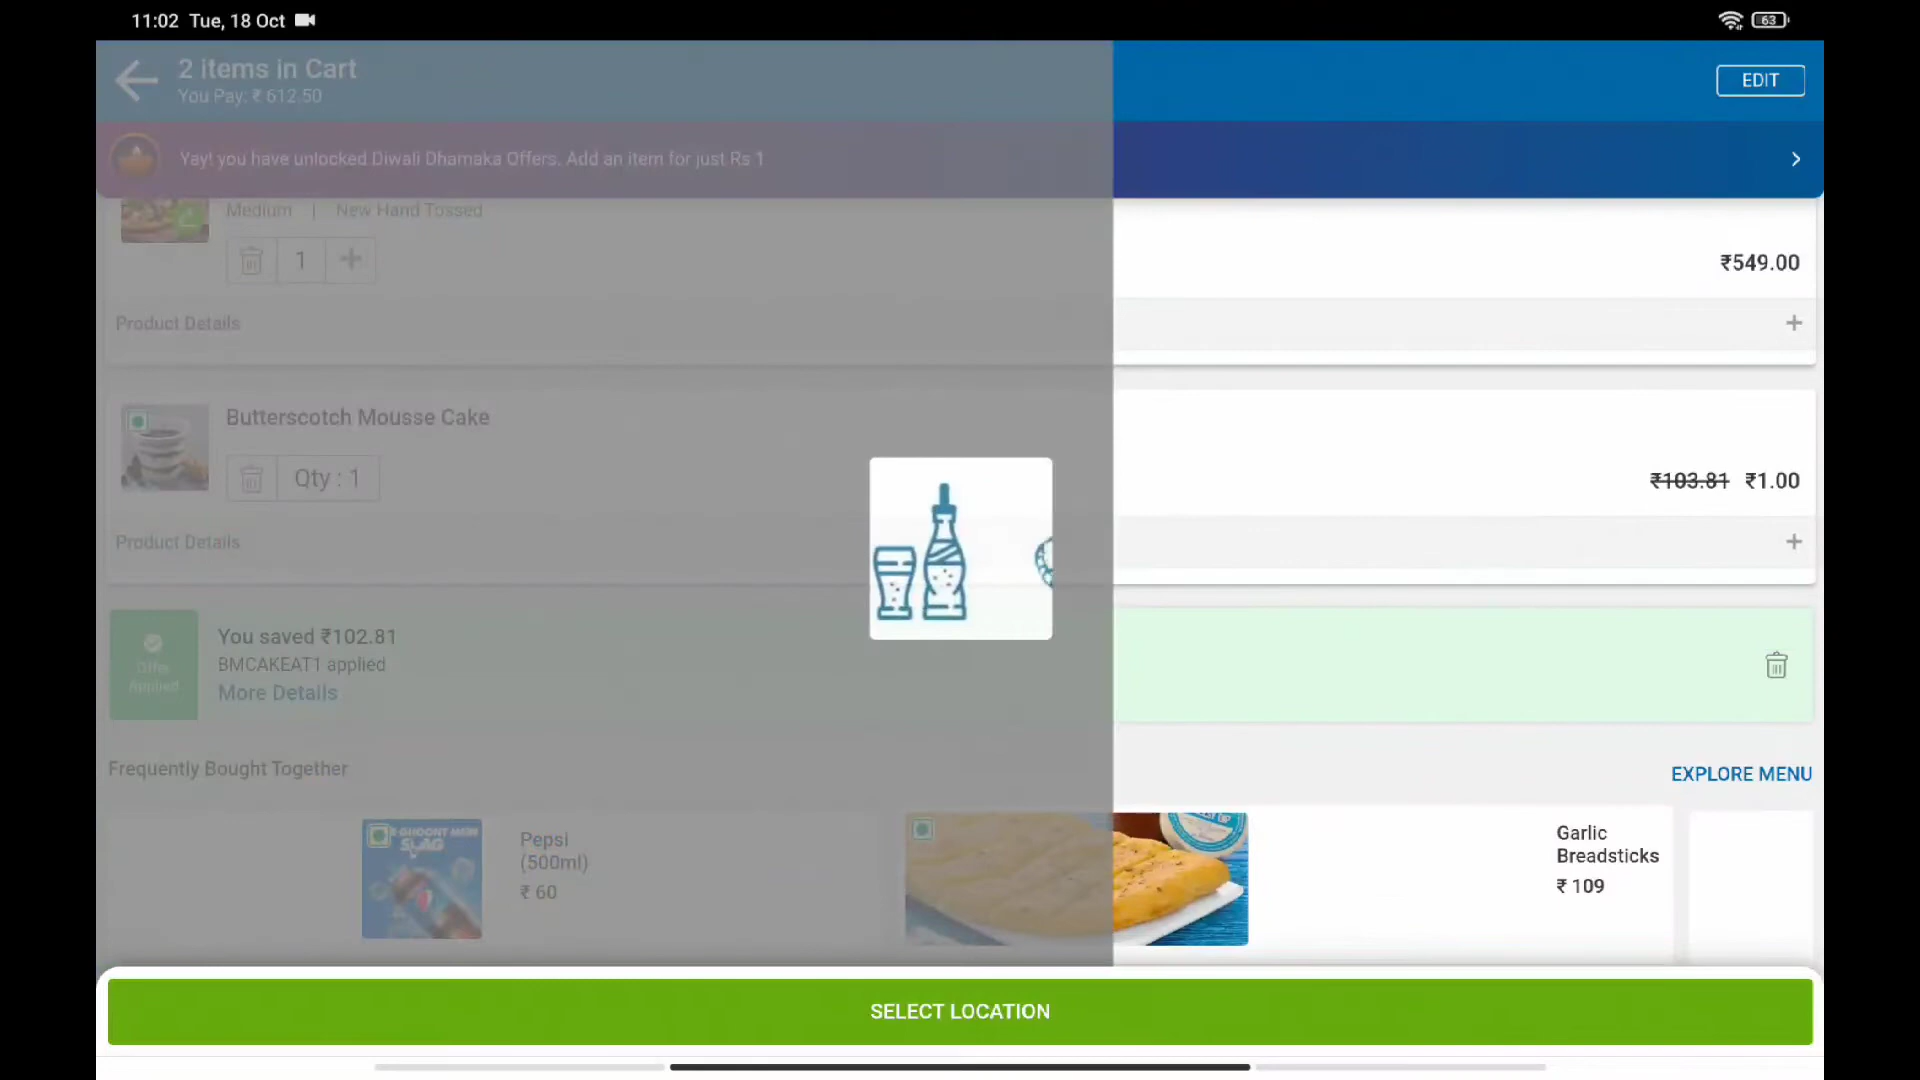 11:02 Tue, 18 Oct
63
2 items in Cart
You Pay: ₹ 612.50
EDIT
Yay! you have unlocked Diwali Dhamaka Offers. Add an item for just Rs 1
Medium | New Hand Tossed
1
₹549.00
Product Details
Butterscotch Mousse Cake
Qty : 1
₹103.81 ₹1.00
Product Details
Offer
Applied
You saved ₹102.81
BMCAKEAT1 applied
More Details
Frequently Bought Together
EXPLORE MENU
Pepsi
(500ml)
₹ 60
Garlic
Breadsticks
₹ 109
SELECT LOCATION